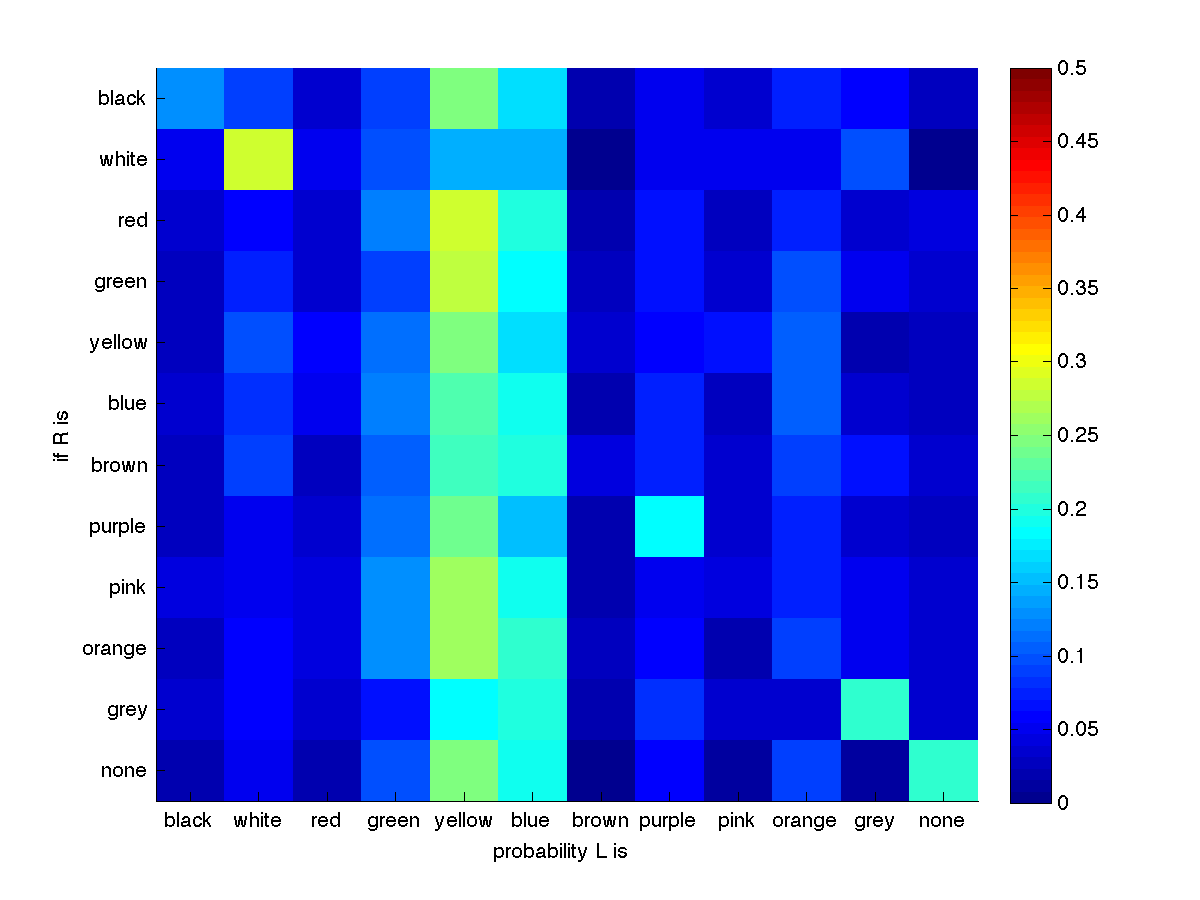 0.5
black
0.45
white
0.4
red
0.35
green
0.3
yellow
0.25
blue
if R is
brown
0.2
purple
0.15
pink
0.1
orange
grey
0.05
none
0
black white red green yellow blue brown purple pink orange grey none
probability L is